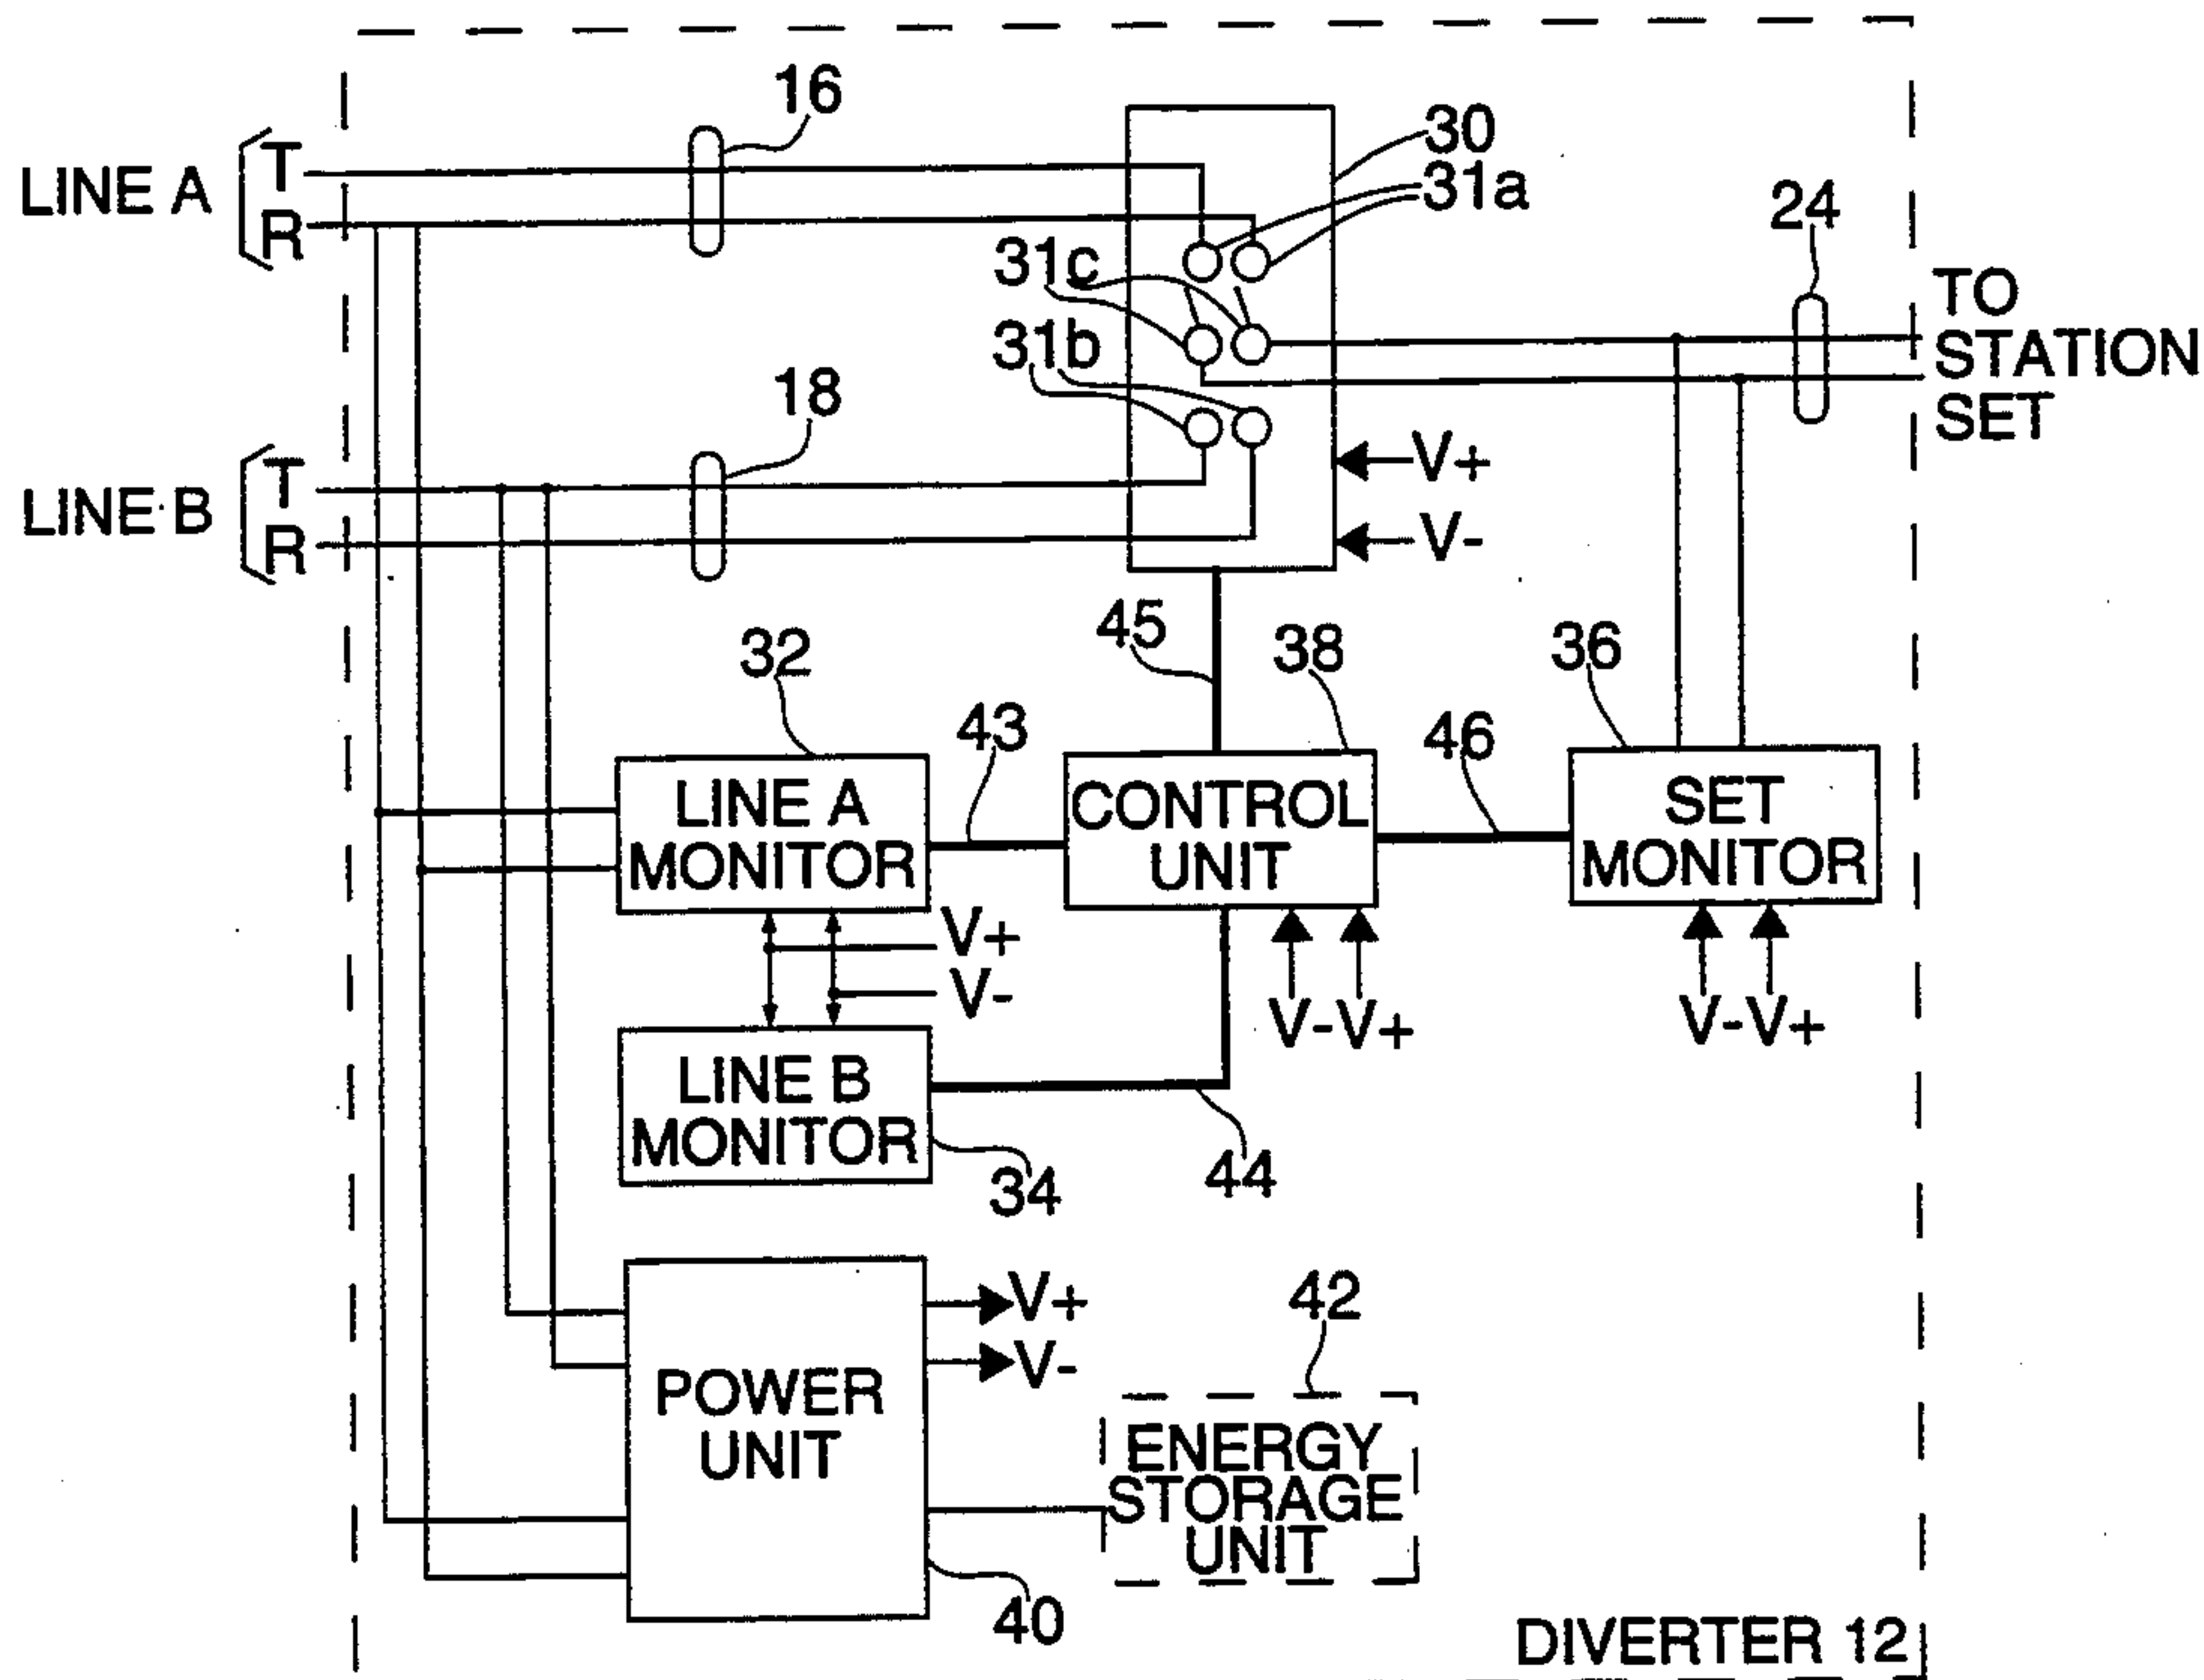 16
30
LINE A
T
R
31a
24
31c
TO
STATION
SET
31b
18
LINE B
T
R
V+
V-
45
38
36
32
43
46
LINE A
MONITOR
CONTROL
UNIT
SET
MONITOR
V+
V-
V- V+
V- V+
LINE B
MONITOR
34
44
V+
V-
42
POWER
UNIT
ENERGY
STORAGE
UNIT
40
DIVERTER 12